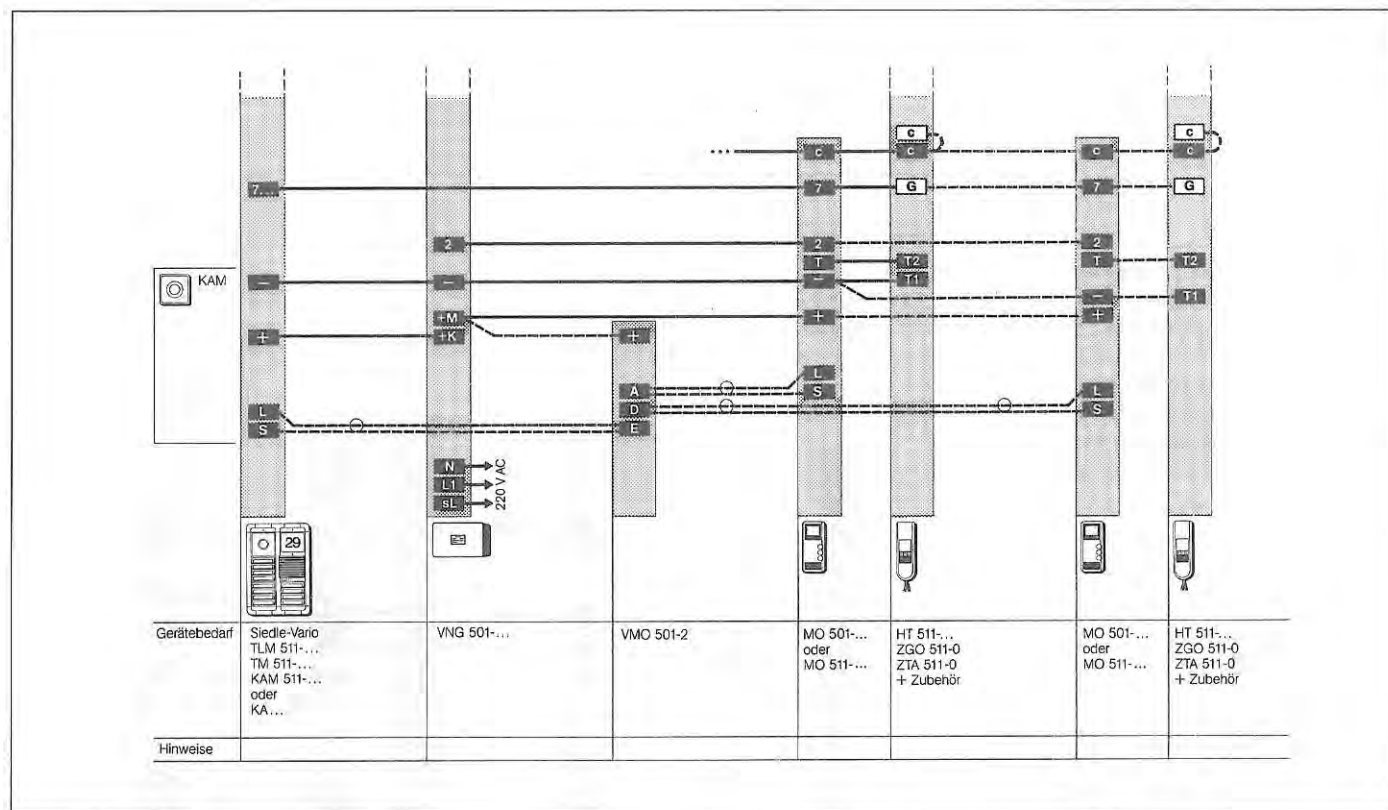 c
c
c
c
c
c
7...
7
G
7
G
2
2
2
T
T2
T
T2
KAM
–
–
–
T1
–
T1
+M
+
+K
+
+
+
L
A
S
L
L
D
S
S
E
N
L1
sL
220 V AC
29
Gerätebedarf
Siedle-Vario
TLM 511-...
TM 511-...
KAM 511-...
oder
KA...
VNG 501-...
VMO 501-2
MO 501-...
oder
MO 511-...
HT 511-...
ZGO 511-0
ZTA 511-0
+ Zubehör
MO 501-...
oder
MO 511-...
HT 511-...
ZGO 511-0
ZTA 511-0
+ Zubehör
Hinweise